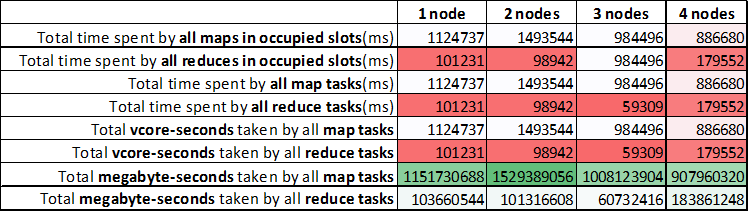 1 node 2 nodes 3 nodes 4 nodes
Total time spent by all maps in occupied slots(ms) 1124737 1493544 984496 886680
Total time spent by all reduces in occupied slots(ms) 101231 98942 984496 179552
Total time spent by all map tasks(ms) 1124737 1493544 984496 886680
Total time spent by all reduce tasks(ms) 101231 98942 59309 179552
Total vcore-seconds taken by all map tasks 1124737 1493544 984496 886680
Total vcore-seconds taken by all reduce tasks 101231 98942 59309 179552
Total megabyte-seconds taken by all map tasks 1151730688 1529389056 1008123904 907960320
Total megabyte-seconds taken by all reduce tasks 103660544 101316608 60732416 183861248